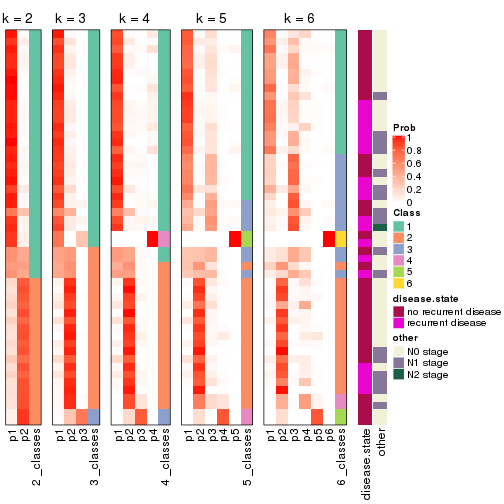 k = 2
k = 3
k = 4
k = 5
k = 6
Prob
1
0.8
0.6
0.4
0.2
0
Class
1
2
3
4
5
6
disease.state
no recurrent disease
recurrent disease
other
N0 stage
N1 stage
N2 stage
p1
p2
2_classes
p1
p2
p3
3_classes
p1
p2
p3
p4
4_classes
p1
p2
p3
p4
p5
5_classes
p1
p2
p3
p4
p5
p6
6_classes
disease.state
other